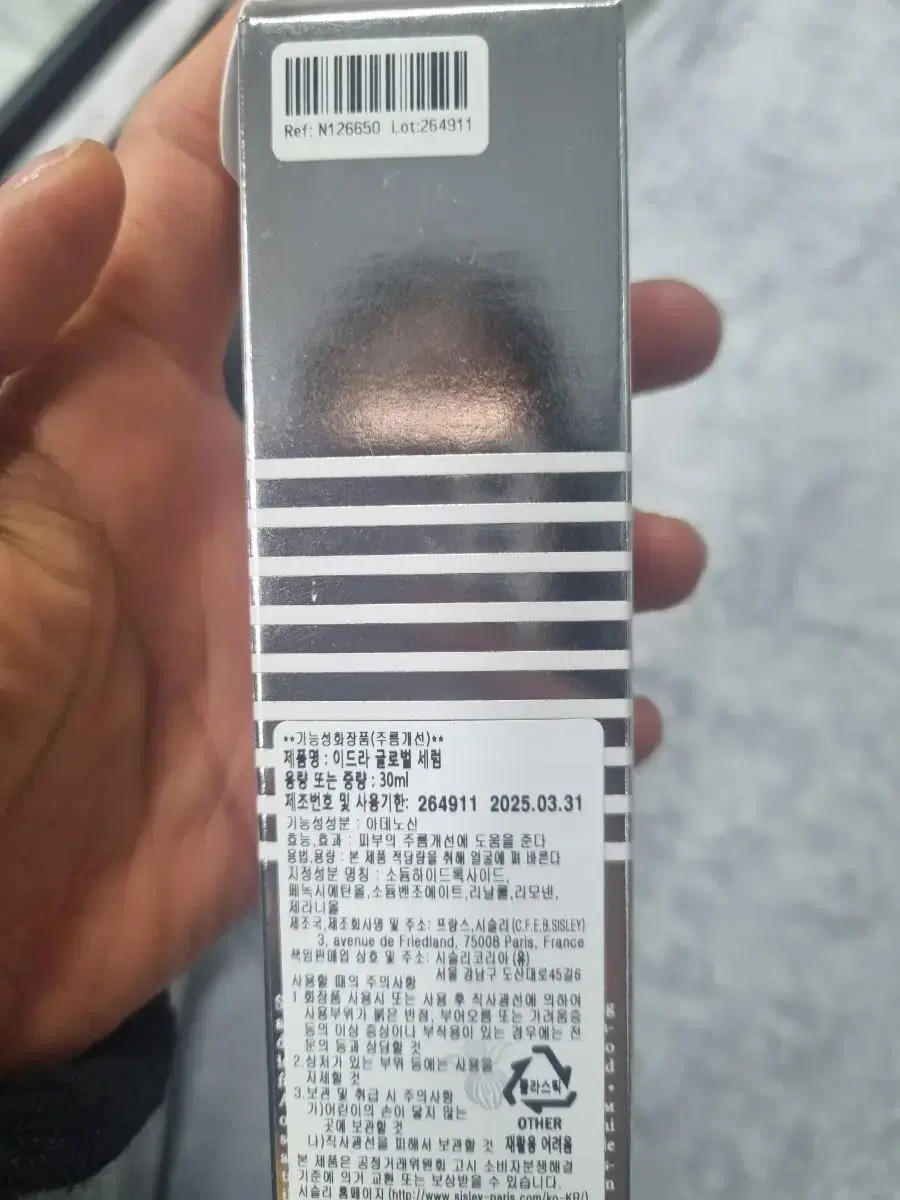 Ref: N126650 Lot:264911
**기능성화장품(주름개선)**
제품명 : 이드라 글로벌 세럼
용량 또는 중량 : 30ml
제조번호 및 사용기한: 264911 2025.03.31
기능성성분 : 아데노신
효능,효과 : 피부의 주름개선에 도움을 준다
용법,용량 : 본 제품 적당량을 취해 얼굴에 펴 바른다
지정성분 명칭 : 소듐하이드록사이드,
페녹시에탄올,소듐벤조에이트,리날룰,리모넨,
제라니올
제조국,제조회사명 및 주소: 프랑스,시슬리(C.F.E.B.SISLEY)
3, avenue de Friedland, 75008 Paris, France
책임판매업 상호 및 주소: 시슬리코리아(유)
서울 강남구 도산대로45길6
사용할 때의 주의사항
1 화장품 사용시 또는 사용 후 직사광선에 의하여
사용부위가 붉은 반점, 부어오름 또는 가려움증
등의 이상 증상이나 부작용이 있는 경우에는 전
문의 등과 상담할 것
2.상처가 있는 부위 등에는 사용을
자제할 것
3.보관 및 취급 시 주의사항
가)어린이의 손이 닿지 않는
곳에 보관할 것
나)직사광선을 피해서 보관할 것
플라스틱
OTHER
재활용 어려움
본 제품은 공정거래위원회 고시 소비자분쟁해결
기준에 의거 교환 또는 보상받을 수 있습니다.
시슬리 홈페이지(http://www.sisley-paris.com/ko-KR/)